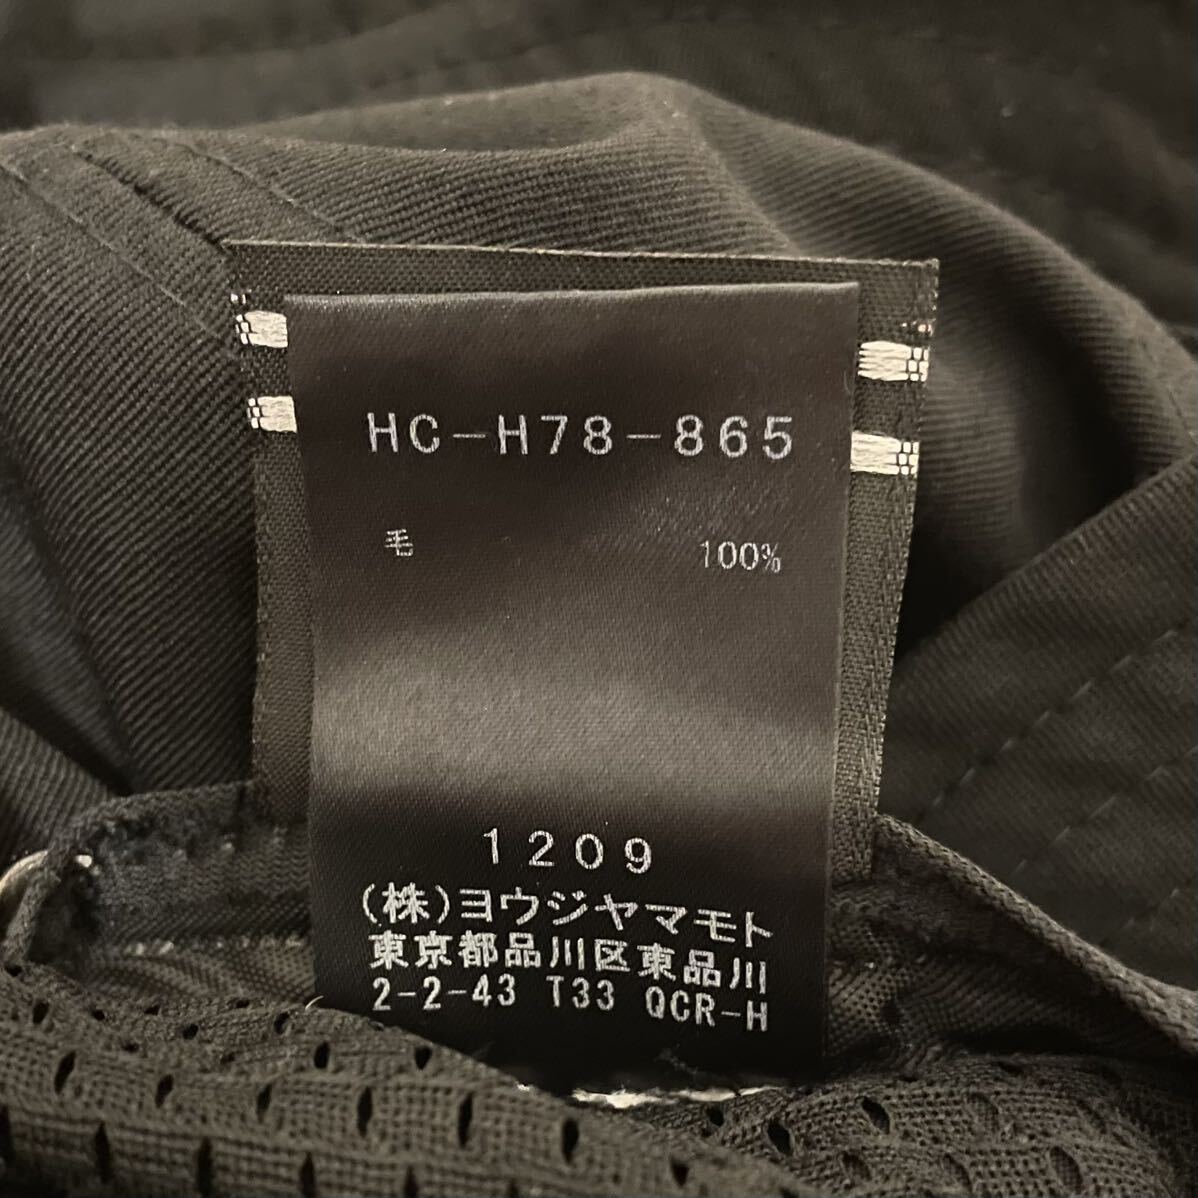 HC-H78-865
毛 100%
1209
(株)ヨウジヤマモト
東京都品川区東品川
2-2-43 T33 QCR-H